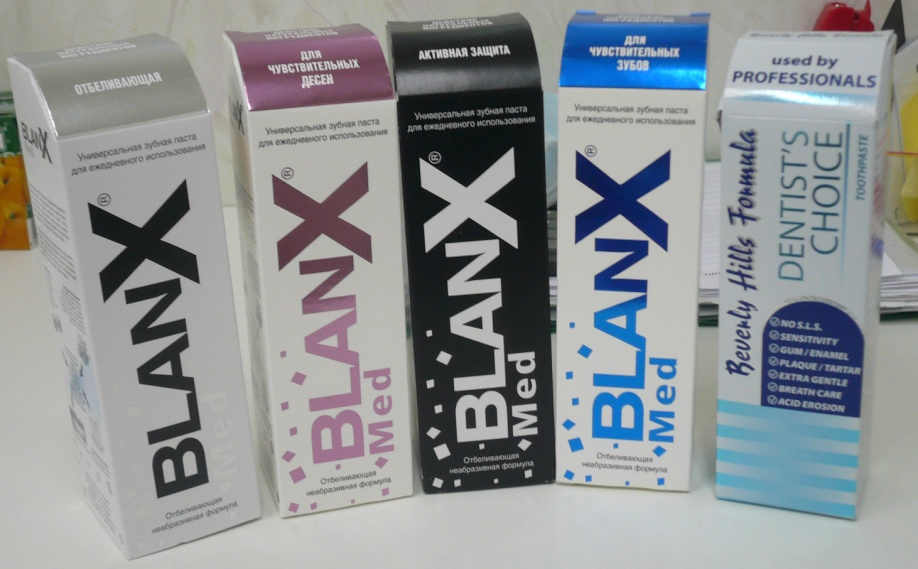 ОТБЕЛИВАЮЩАЯ
BLANX
Универсальная зубная паста
для ежедневного использования
BLANX®
Отбеливающая
неабразивная формула
ДЛЯ
ЧУВСТВИТЕЛЬНЫХ
ДЕСЕН
Универсальная зубная паста
для ежедневного использования
BLANX®
Med
Отбеливающая
неабразивная формула
АКТИВНАЯ ЗАЩИТА
Универсальная зубная паста
для ежедневного использования
BLANX®
Med
Отбеливающая
неабразивная формула
ДЛЯ
ЧУВСТВИТЕЛЬНЫХ
ЗУБОВ
Универсальная зубная паста
для ежедневного использования
BLANX®
Med
Отбеливающая
неабразивная формула
used by
PROFESSIONALS
Beverly Hills Formula
DENTIST'S
CHOICE
TOOTHPASTE
NO S.L.S.
SENSITIVITY
GUM / ENAMEL
PLAQUE / TARTAR
EXTRA GENTLE
BREATH CARE
ACID EROSION